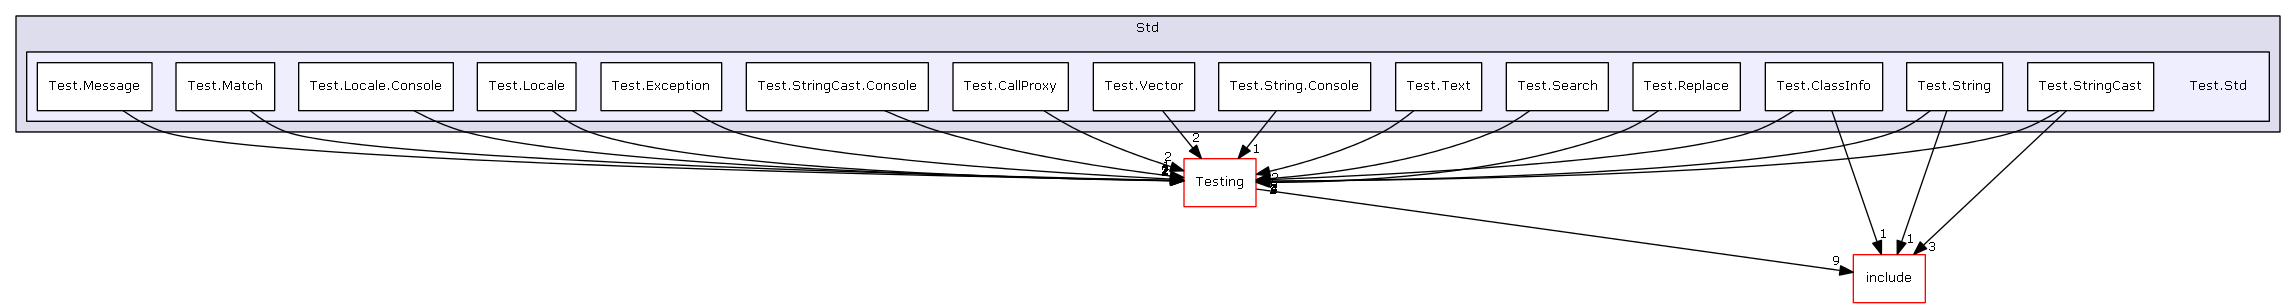 Std
Test.Message
Test.Match
Test.Locale.Console
Test.Locale
Test.Exception
Test.StringCast.Console
Test.CallProxy
Test.Vector
Test.String.Console
Test.Text
Test.Search
Test.Replace
Test.ClassInfo
Test.String
Test.StringCast
Test.Std
2
1
2
Testing
1
1
3
9
include